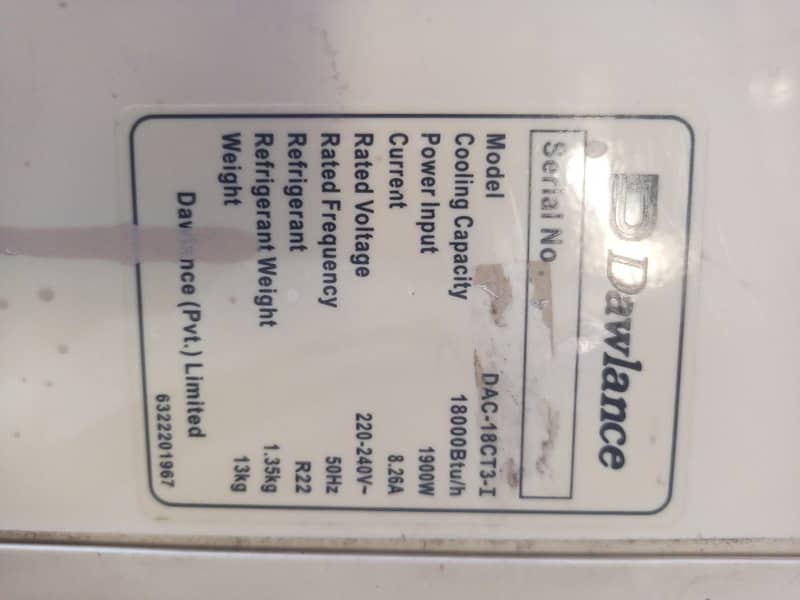 Dawlance
Serial No
Model DAC-18CT3-I
Cooling Capacity 18000Btu/h
Power Input 1900W
Current 8.26A
Rated Voltage 220-240V~
Rated Frequency 50Hz
Refrigerant R22
Refrigerant Weight 1.35kg
Weight 13kg
Dawlance (Pvt.) Limited
6322201967